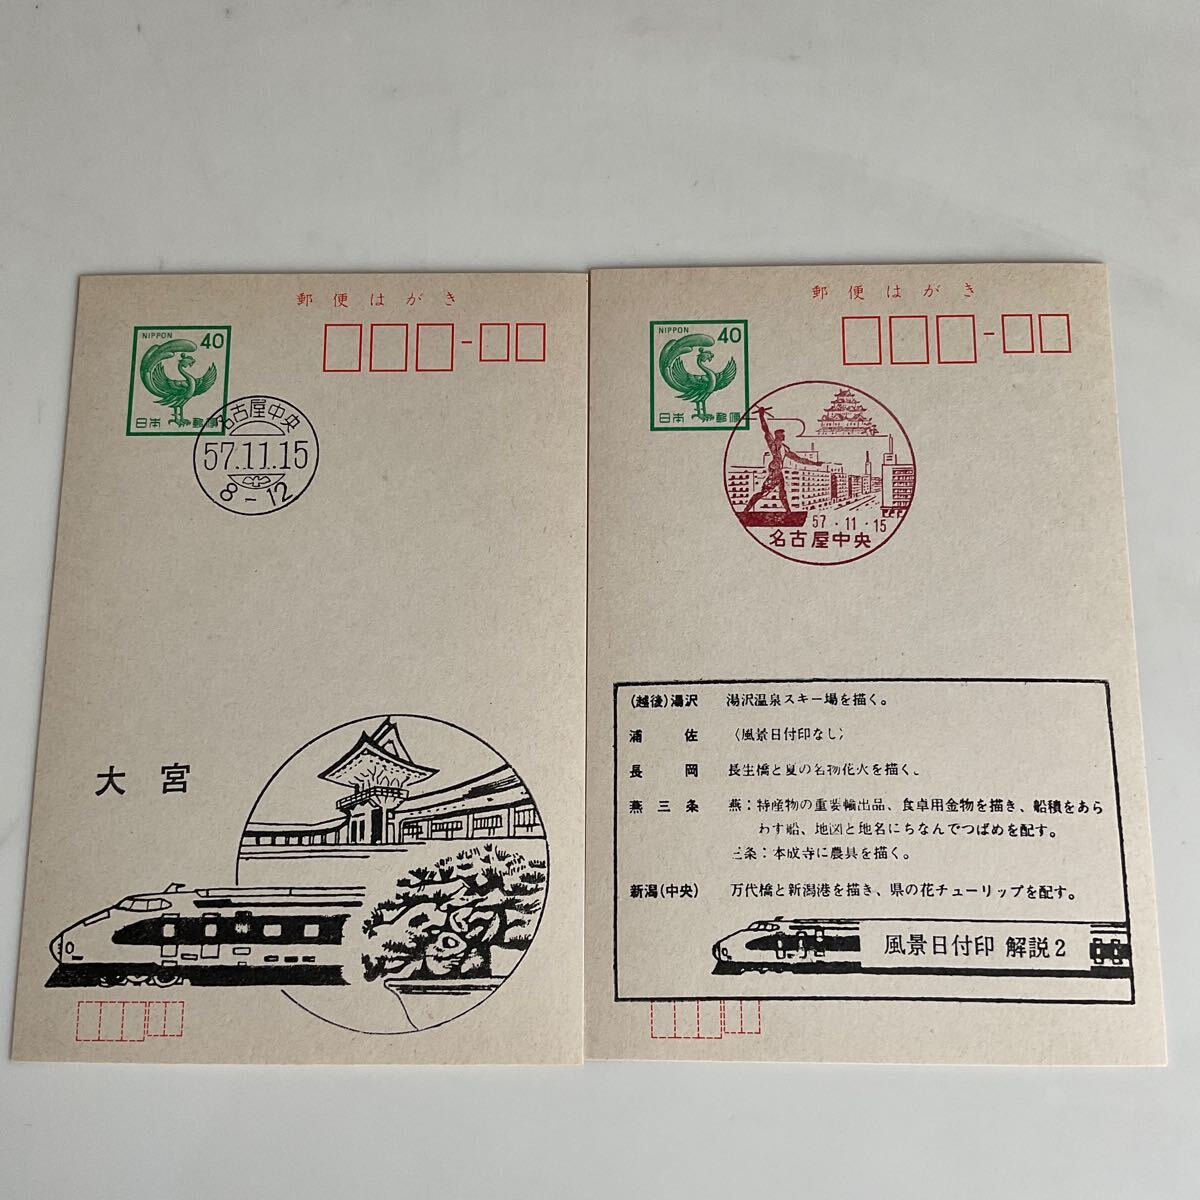 郵便はがき
NIPPON
40
日本郵便
名古屋中央
57.11.15
8-12
大宮
郵便はがき
NIPPON
40
日本郵便
57.11.15
名古屋中央
(越後)湯沢 湯沢温泉スキー場を描く。
浦佐 〈風景日付印なし〉
長岡 長生橋と夏の名物花火を描く。
燕三条 燕：特産物の重要輸出品、食卓用金物を描き、船積をあら
わす船、地図と地名にちなんでつばめを配す。
三条：本成寺に農具を描く。
新潟(中央) 万代橋と新潟港を描き、県の花チューリップを配す。
風景日付印 解説2